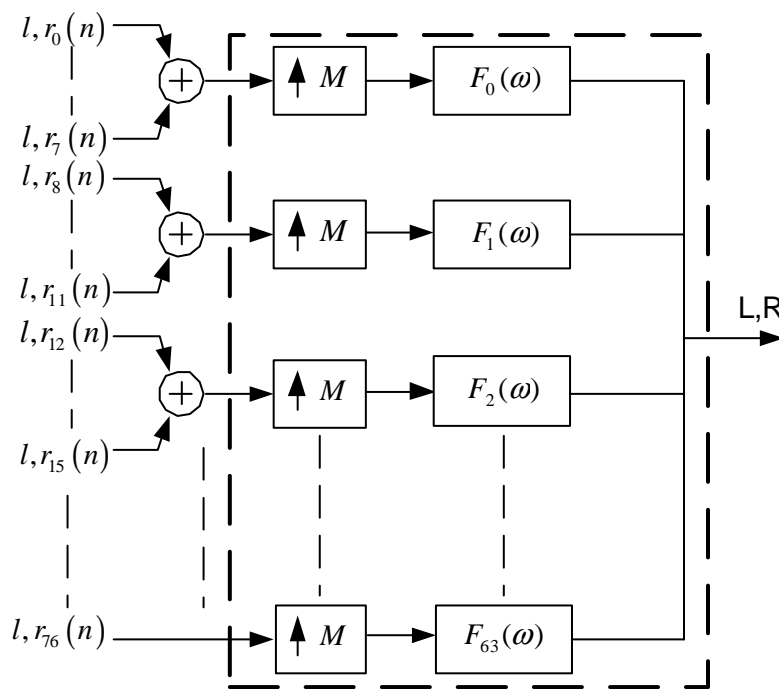 l, r₀(n)
+
↑ M
F₀(ω)
l, r₇(n)
l, r₈(n)
+
↑ M
F₁(ω)
l, r₁₁(n)
L,R
l, r₁₂(n)
+
↑ M
F₂(ω)
l, r₁₅(n)
l, r₇₆(n)
↑ M
F₆₃(ω)